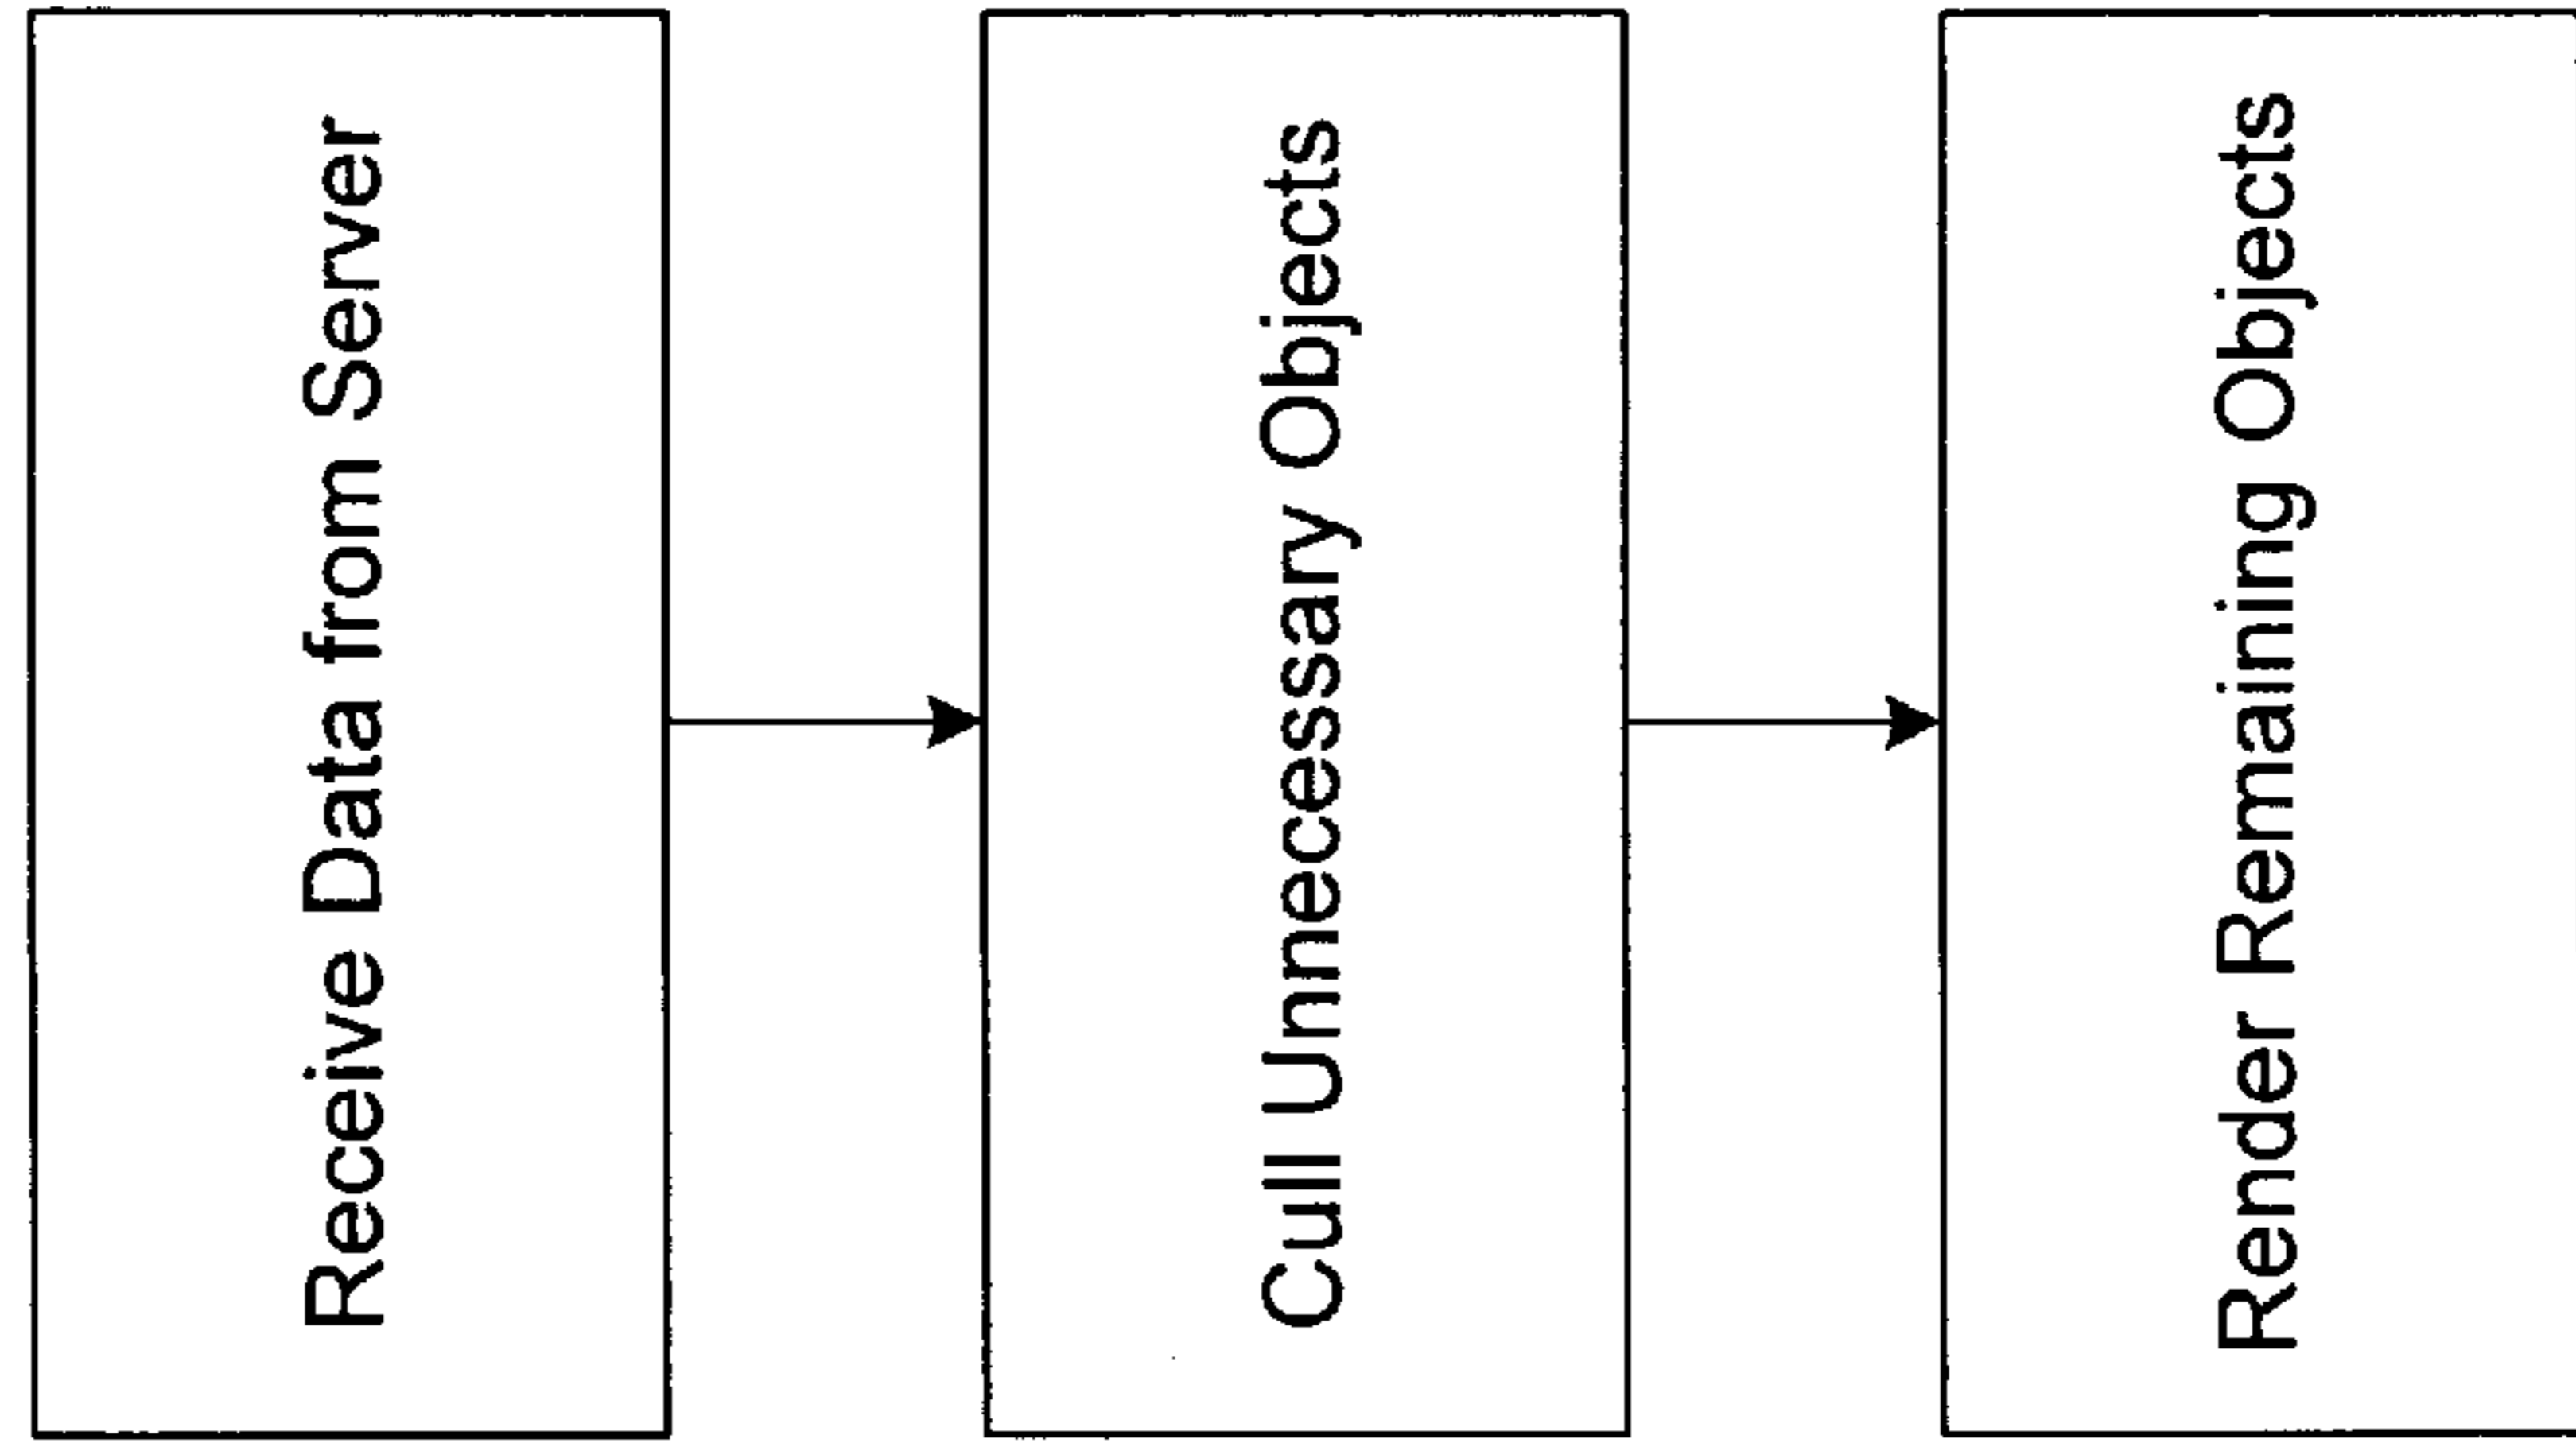 Receive Data from Server
Cull Unnecessary Objects
Render Remaining Objects